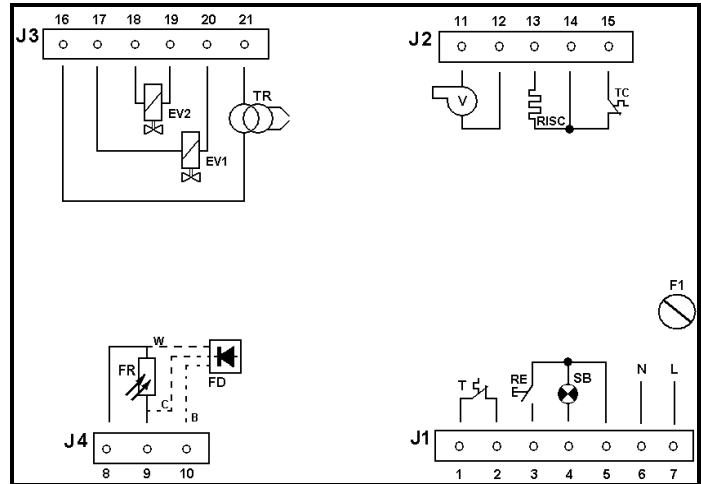 16 17 18 19 20 21
J3
11 12 13 14 15
J2
TR
EV2
EV1
V
RISC
TC
F1
W
FR
FD
C
B
J4
8 9 10
T
RE
SB
N
L
J1
1 2 3 4 5 6 7